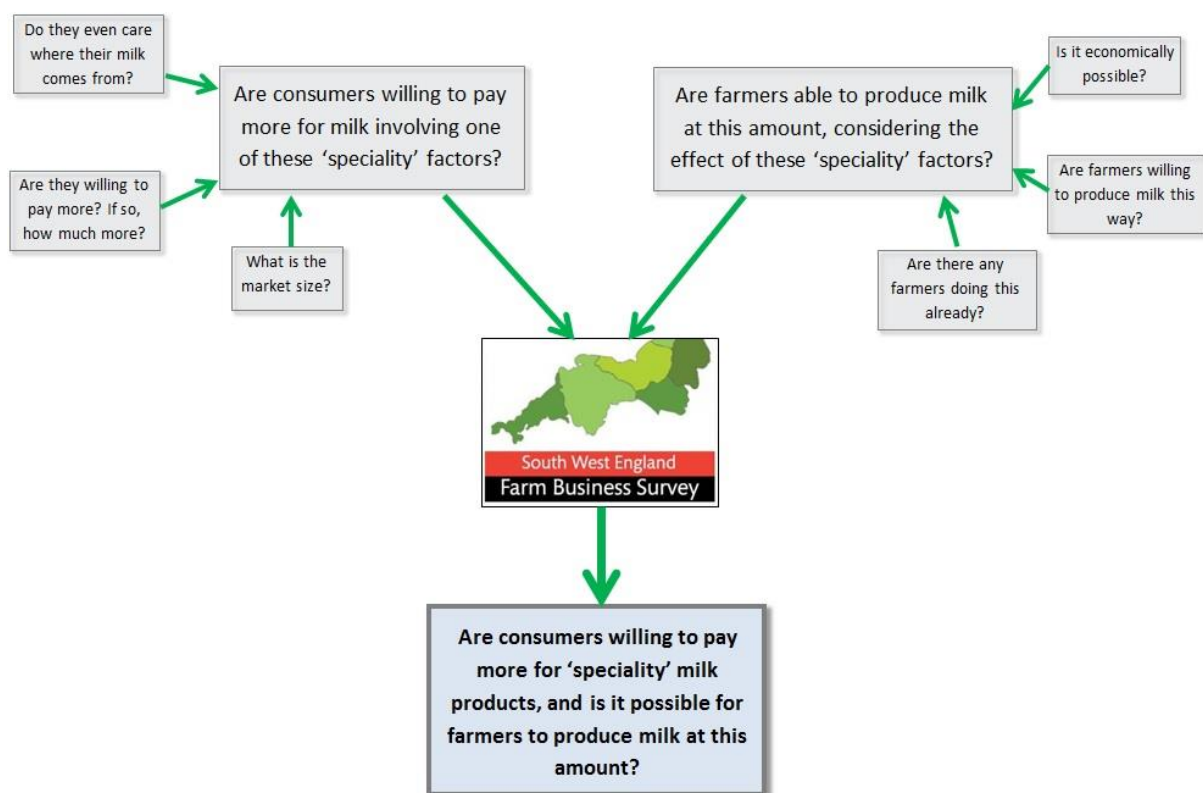 Do they even care
where their milk
comes from?
Are consumers willing to pay
more for milk involving one
of these ‘speciality’ factors?
Are they willing to
pay more? If so,
how much more?
What is the
market size?
Are farmers able to produce milk
at this amount, considering the
effect of these ‘speciality’ factors?
Is it economically
possible?
Are farmers willing
to produce milk this
way?
Are there any
farmers doing this
already?
South West England
Farm Business Survey
Are consumers willing to pay
more for ‘speciality’ milk
products, and is it possible for
farmers to produce milk at this
amount?